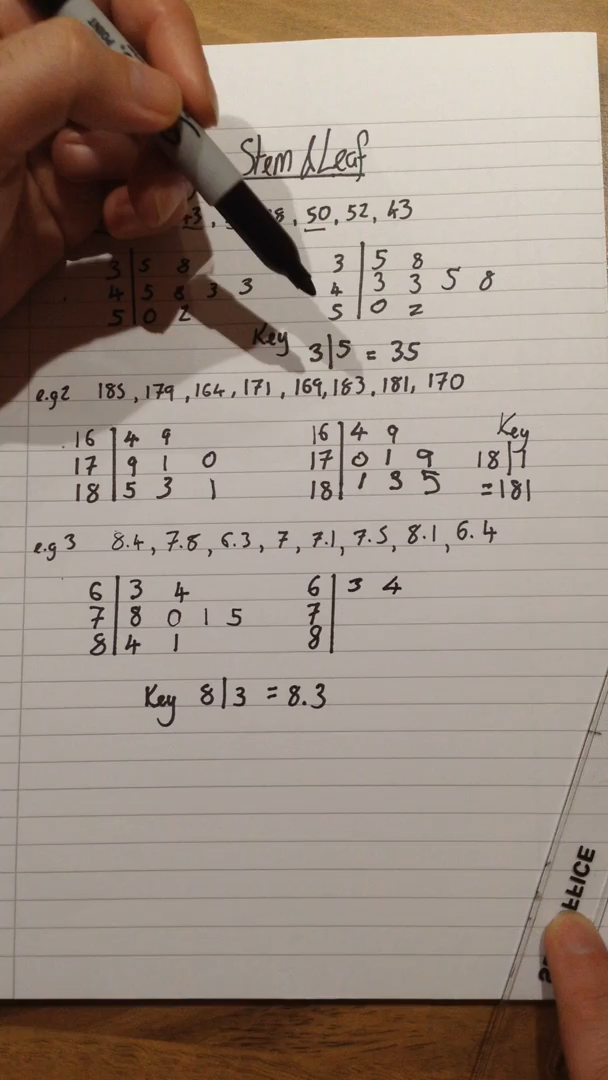 POINT
Stem & Leaf
43, 8, 50, 52, 43
3 | 5 8
4 | 5 8 3 3
5 | 0 2
3 | 5 8
4 | 3 3 5 8
5 | 0 2
Key 3|5 = 35
e.g 2 185, 179, 164, 171, 169, 183, 181, 170
16 | 4 9
17 | 9 1 0
18 | 5 3 1
16 | 4 9
17 | 0 1 9
18 | 1 3 5
Key
18|1
= 181
e.g 3 8.4, 7.8, 6.3, 7, 7.1, 7.5, 8.1, 6.4
6 | 3 4
7 | 8 0 1 5
8 | 4 1
6 | 3 4
7 |
8 |
Key 8|3 = 8.3
FFICE